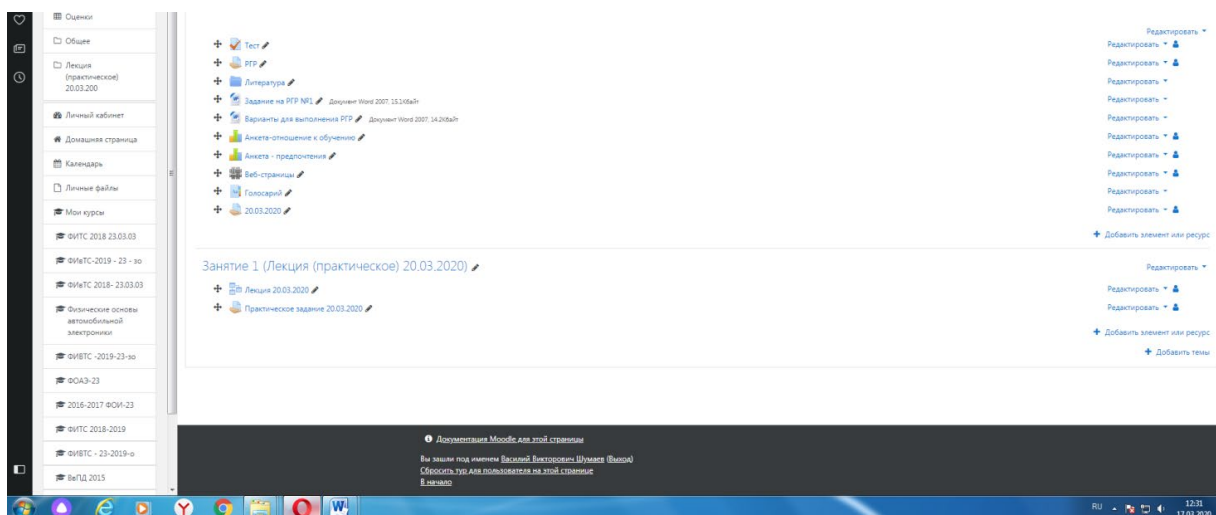 Оценки
Общее
Лекция
(практическое)
20.03.200
Личный кабинет
Домашняя страница
Календарь
Личные файлы
Мои курсы
ФИТС 2018 23.03.03
ФИвТС-2019 - 23 - зо
ФИвТС 2018- 23.03.03
Физические основы
автомобильной
электроники
ФИВТС -2019-23-зо
ФОАЭ-23
2016-2017 ФОИ-23
ФИТС 2018-2019
ФИВТС - 23-2019-о
ВвПД 2015
Редактировать
Тест Редактировать
РГР Редактировать
Литература Редактировать
Задание на РГР №1 Документ Word 2007, 15.1Кбайт Редактировать
Варианты для выполнения РГР Документ Word 2007, 14.2Кбайт Редактировать
Анкета-отношение к обучению Редактировать
Анкета - предпочтения Редактировать
Веб-страницы Редактировать
Голосарий Редактировать
20.03.2020 Редактировать
Добавить элемент или ресурс
Занятие 1 (Лекция (практическое) 20.03.2020) Редактировать
Лекция 20.03.2020 Редактировать
Практическое задание 20.03.2020 Редактировать
Добавить элемент или ресурс
Добавить темы
Документация Moodle для этой страницы
Вы зашли под именем Василий Викторович Шумаев (Выход)
Сбросить тур для пользователя на этой странице
В начало
RU 12:31
17.03.2020